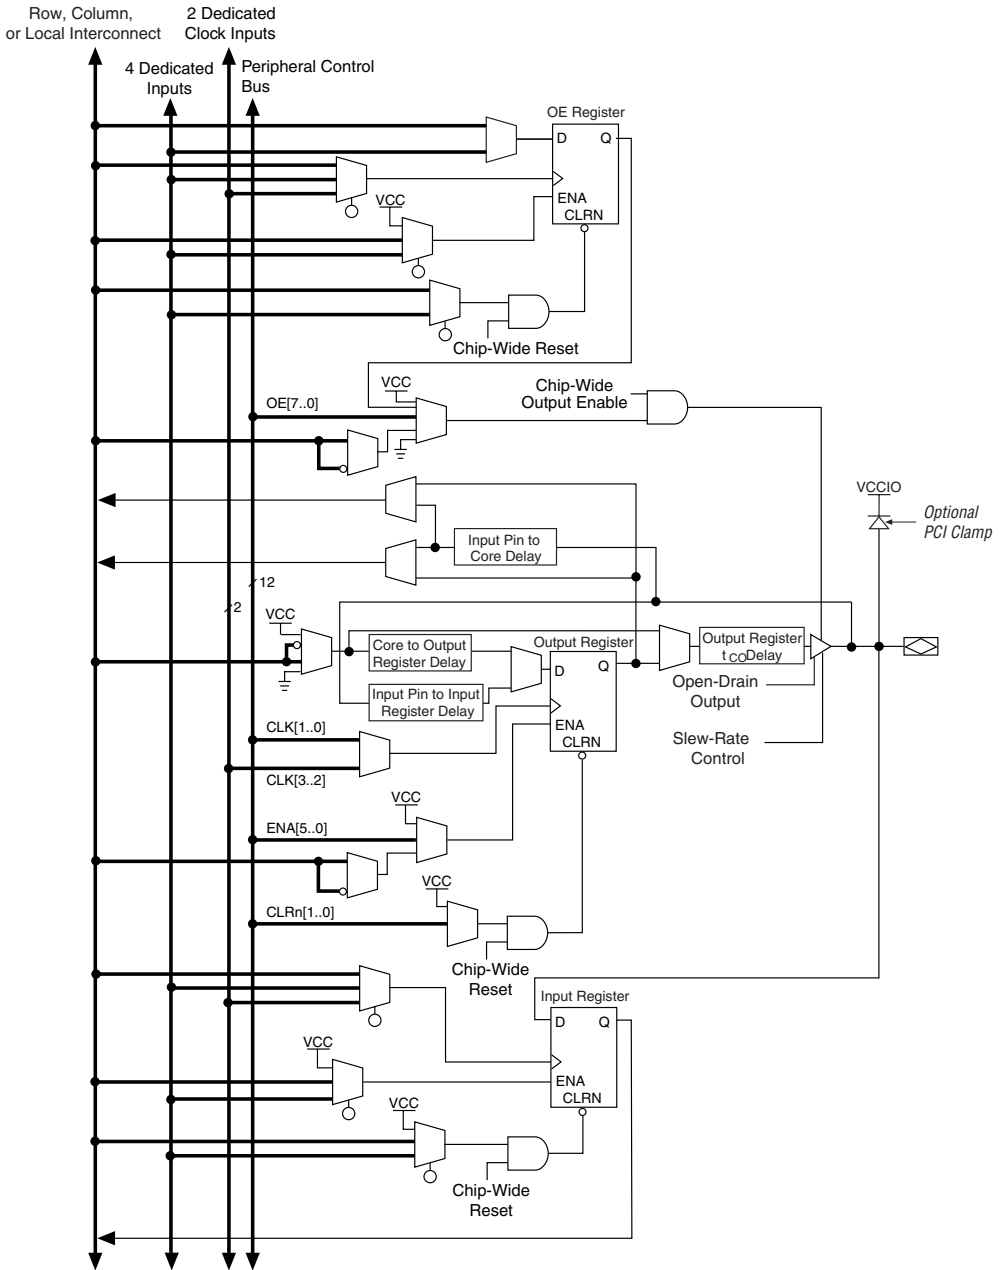 Row, Column,
or Local Interconnect
2 Dedicated
Clock Inputs
4 Dedicated
Inputs
Peripheral Control
Bus
OE Register
D
Q
ENA
CLRN
VCC
Chip-Wide Reset
VCC
OE[7..0]
Chip-Wide
Output Enable
VCCIO
Optional
PCI Clamp
Input Pin to
Core Delay
12
2
VCC
Core to Output
Register Delay
Input Pin to Input
Register Delay
Output Register
D
Q
ENA
CLRN
Output Register
tCO Delay
Open-Drain
Output
Slew-Rate
Control
CLK[1..0]
CLK[3..2]
VCC
ENA[5..0]
VCC
CLRn[1..0]
Chip-Wide
Reset
Input Register
D
Q
ENA
CLRN
VCC
VCC
Chip-Wide
Reset